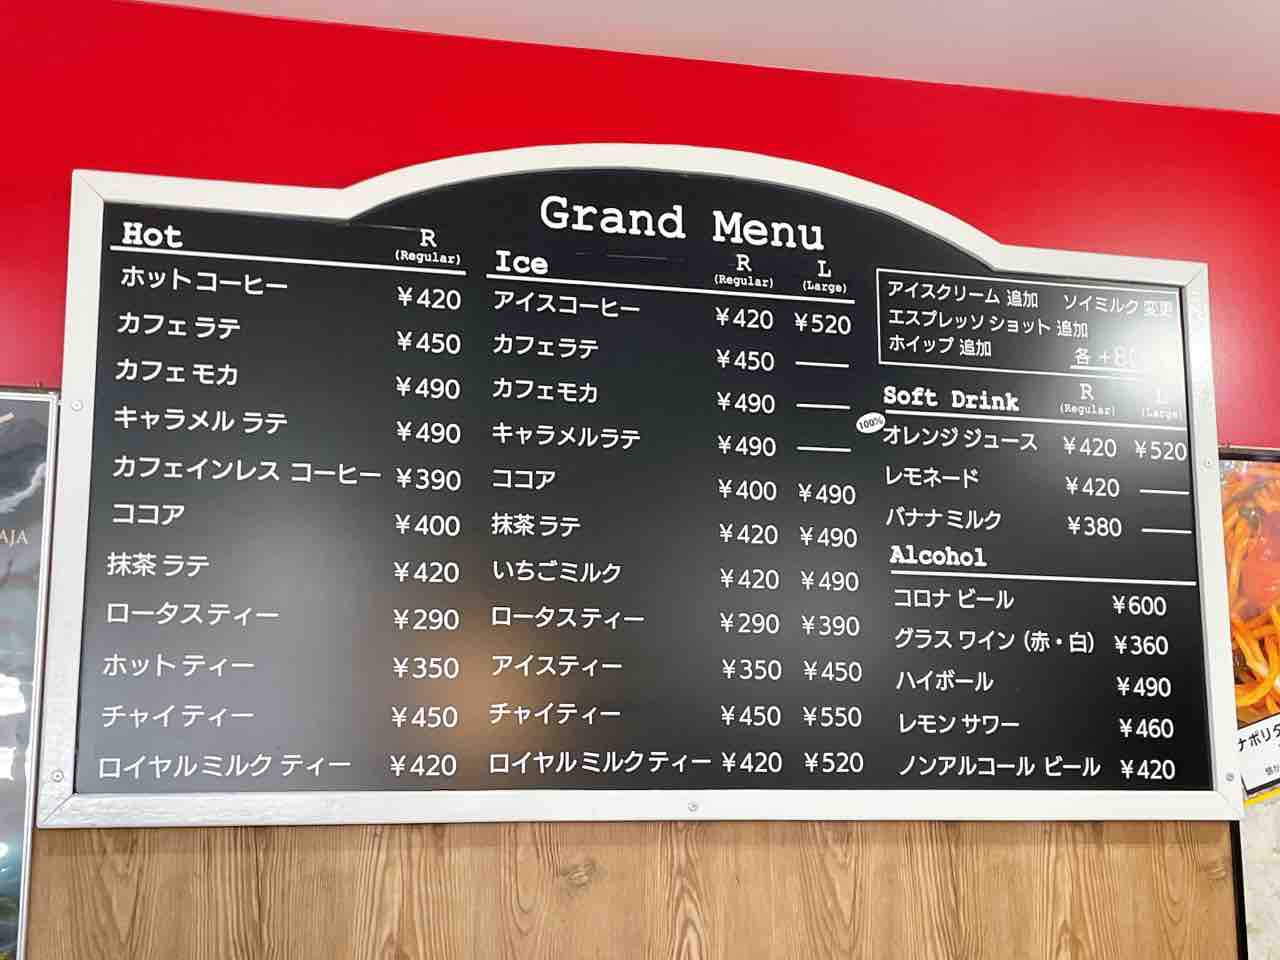 Grand Menu
Hot R
(Regular)
ホットコーヒー ¥420
カフェラテ ¥450
カフェモカ ¥490
キャラメルラテ ¥490
カフェインレス コーヒー ¥390
ココア ¥400
抹茶ラテ ¥420
ロータスティー ¥290
ホットティー ¥350
チャイティー ¥450
ロイヤルミルクティー ¥420
Ice R L
(Regular) (Large)
アイスコーヒー ¥420 ¥520
カフェラテ ¥450 ——
カフェモカ ¥490 ——
キャラメルラテ ¥490 ——
ココア ¥400 ¥490
抹茶ラテ ¥420 ¥490
いちごミルク ¥420 ¥490
ロータスティー ¥290 ¥390
アイスティー ¥350 ¥450
チャイティー ¥450 ¥550
ロイヤルミルクティー ¥420 ¥520
アイスクリーム 追加 ソイミルク 変更
エスプレッソショット 追加
ホイップ 追加 各
Soft Drink R L
(Regular) (Large)
100% オレンジジュース ¥420 ¥520
レモネード ¥420 ——
バナナミルク ¥380 ——
Alcohol
コロナビール ¥600
グラスワイン（赤・白） ¥360
ハイボール ¥490
レモンサワー ¥460
ノンアルコール ビール ¥420
AJA
ナポリタ